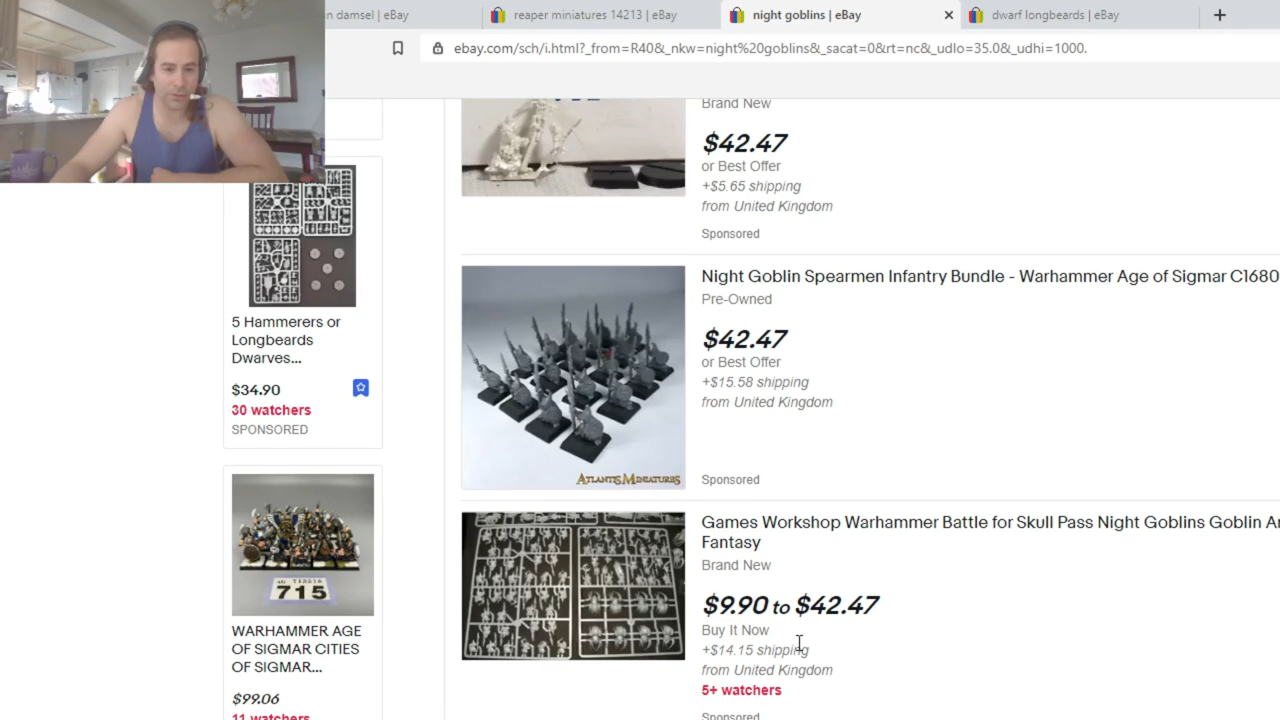 n damsel | eBay
reaper miniatures 14213 | eBay
night goblins | eBay
dwarf longbeards | eBay
ebay.com/sch/i.html?_from=R40&_nkw=night%20goblins&_sacat=0&rt=nc&_udlo=35.0&_udhi=1000.
5 Hammerers or
Longbeards
Dwarves...
$34.90
30 watchers
SPONSORED
715
WARHAMMER AGE
OF SIGMAR CITIES
OF SIGMAR...
$99.06
11 watchers
Brand New
$42.47
or Best Offer
+$5.65 shipping
from United Kingdom
Sponsored
Night Goblin Spearmen Infantry Bundle - Warhammer Age of Sigmar C1680
Pre-Owned
$42.47
or Best Offer
+$15.58 shipping
from United Kingdom
Sponsored
ATLANTIS MINIATURES
Games Workshop Warhammer Battle for Skull Pass Night Goblins Goblin Ar
Fantasy
Brand New
$9.90 to $42.47
Buy It Now
+$14.15 shipping
from United Kingdom
5+ watchers
Sponsored